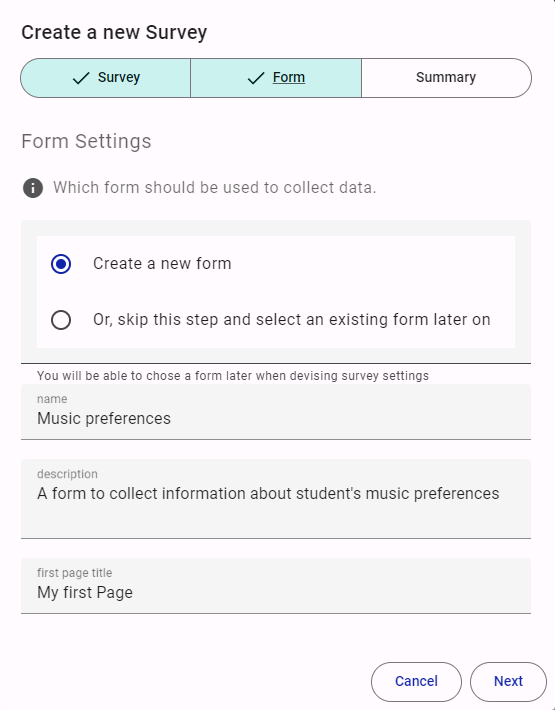 Create a new Survey
Survey
Form
Summary
Form Settings
Which form should be used to collect data.
Create a new form
Or, skip this step and select an existing form later on
You will be able to chose a form later when devising survey settings
name
Music preferences
description
A form to collect information about student's music preferences
first page title
My first Page
Cancel
Next